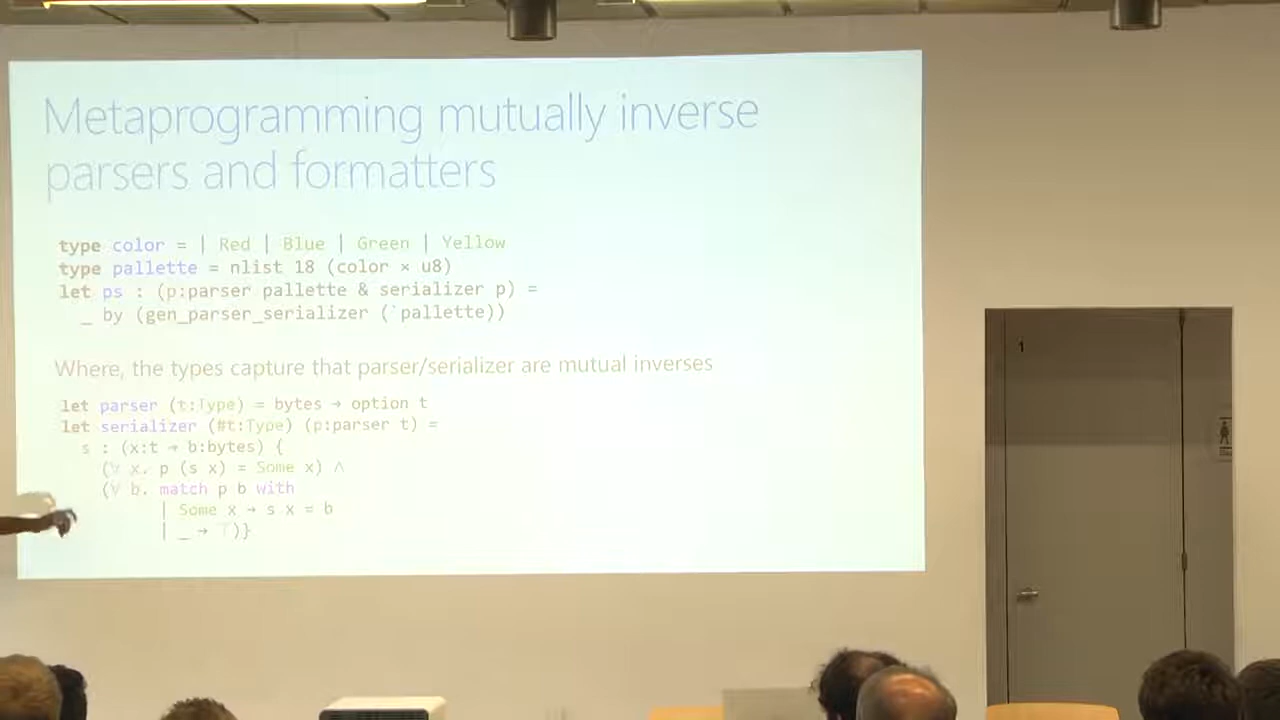 Metaprogramming mutually inverse
parsers and formatters
type color = | Red | Blue | Green | Yellow
type pallette = nlist 18 (color × u8)
let ps : (p:parser pallette & serializer p) =
_ by (gen_parser_serializer (`pallette))
Where, the types capture that parser/serializer are mutual inverses
let parser (t:Type) = bytes → option t
let serializer (#t:Type) (p:parser t) =
s : (x:t → b:bytes) {
(∀ x. p (s x) = Some x) ∧
(∀ b. match p b with
| Some x → s x = b
| _ → ⊤)}
1